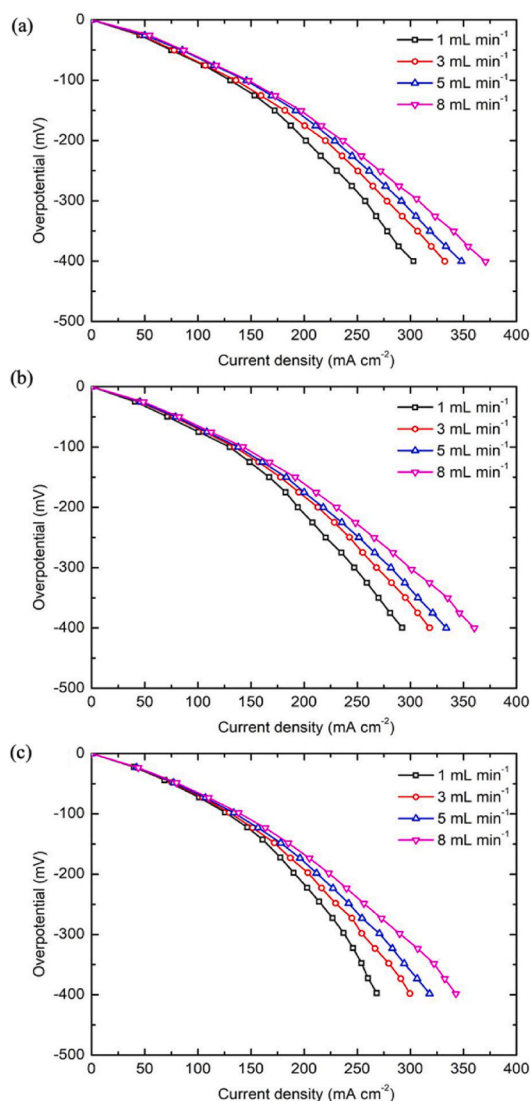 (a)
0
-100
-200
-300
-400
-500
Overpotential (mV)
1 mL min⁻¹
3 mL min⁻¹
5 mL min⁻¹
8 mL min⁻¹
0 50 100 150 200 250 300 350 400
Current density (mA cm⁻²)
(b)
0
-100
-200
-300
-400
-500
Overpotential (mV)
1 mL min⁻¹
3 mL min⁻¹
5 mL min⁻¹
8 mL min⁻¹
0 50 100 150 200 250 300 350 400
Current density (mA cm⁻²)
(c)
0
-100
-200
-300
-400
-500
Overpotential (mV)
1 mL min⁻¹
3 mL min⁻¹
5 mL min⁻¹
8 mL min⁻¹
0 50 100 150 200 250 300 350 400
Current density (mA cm⁻²)